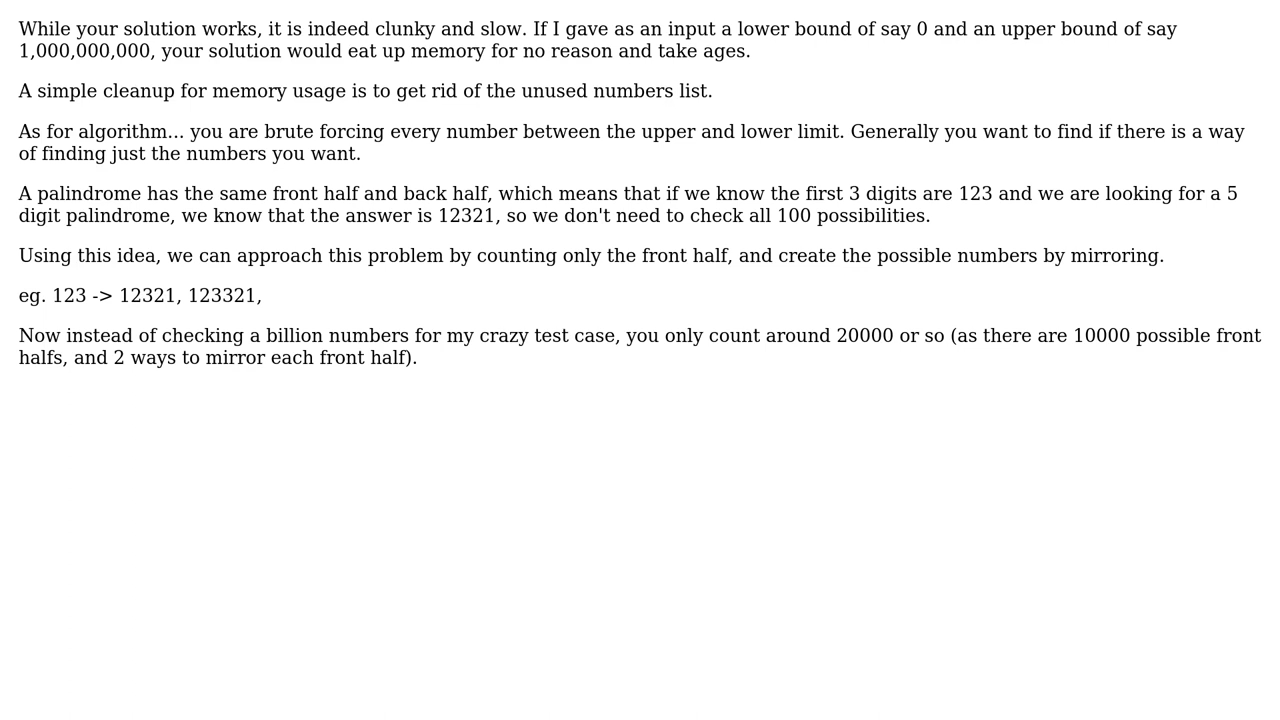 While your solution works, it is indeed clunky and slow. If I gave as an input a lower bound of say 0 and an upper bound of say
1,000,000,000, your solution would eat up memory for no reason and take ages.
A simple cleanup for memory usage is to get rid of the unused numbers list.
As for algorithm... you are brute forcing every number between the upper and lower limit. Generally you want to find if there is a way
of finding just the numbers you want.
A palindrome has the same front half and back half, which means that if we know the first 3 digits are 123 and we are looking for a 5
digit palindrome, we know that the answer is 12321, so we don't need to check all 100 possibilities.
Using this idea, we can approach this problem by counting only the front half, and create the possible numbers by mirroring.
eg. 123 -> 12321, 123321,
Now instead of checking a billion numbers for my crazy test case, you only count around 20000 or so (as there are 10000 possible front
halfs, and 2 ways to mirror each front half).